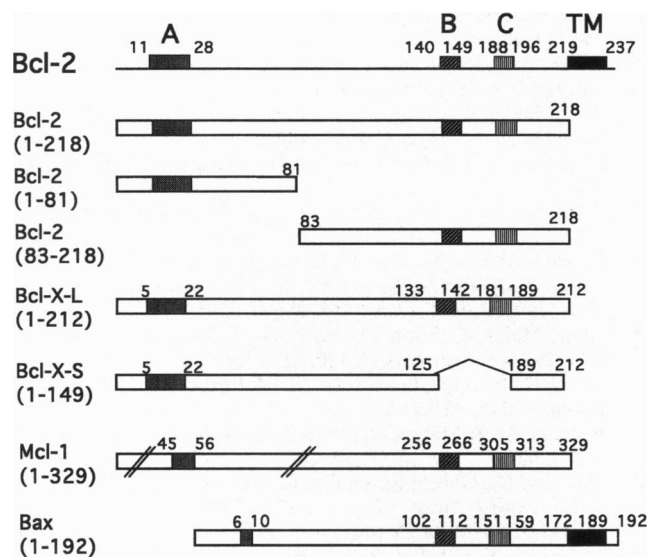 A B C TM
11 28 140 149 188 196 219 237
Bcl-2
Bcl-2 218
(1-218)
Bcl-2 81
(1-81)
Bcl-2 83 218
(83-218)
Bcl-X-L 5 22 133 142 181 189 212
(1-212)
Bcl-X-S 5 22 125 189 212
(1-149)
Mcl-1 45 56 256 266 305 313 329
(1-329)
Bax 6 10 102 112 151 159 172 189 192
(1-192)